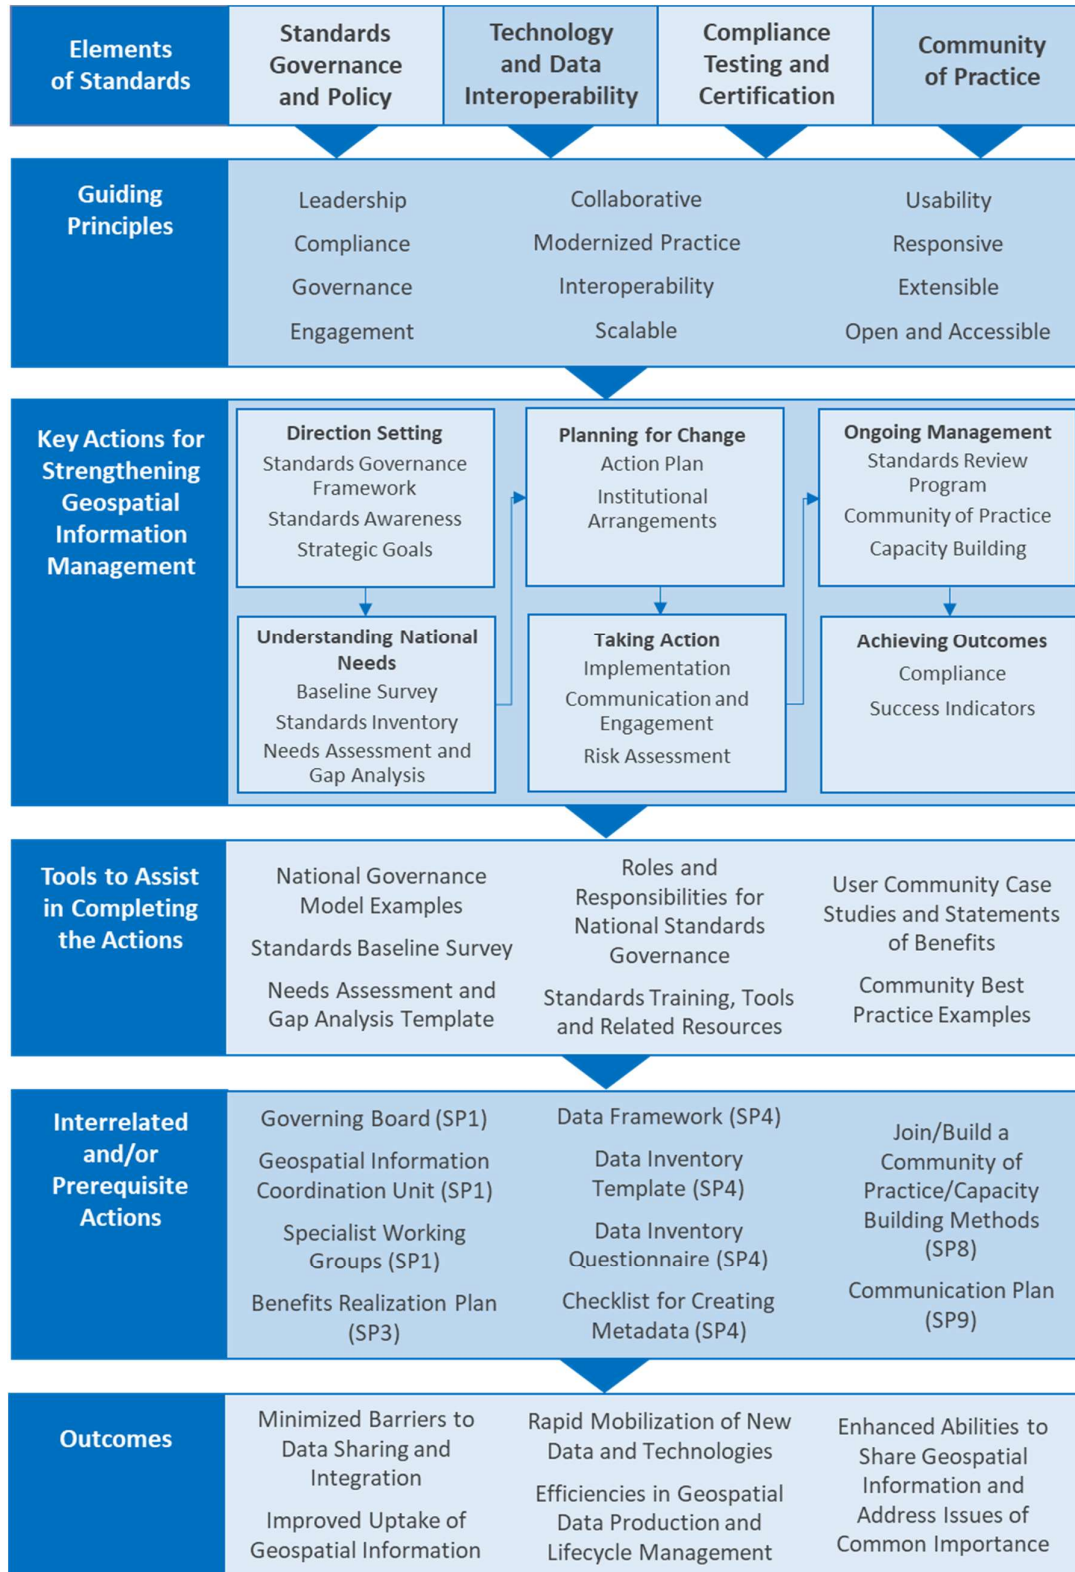 Elements
of Standards
Standards
Governance
and Policy
Technology
and Data
Interoperability
Compliance
Testing and
Certification
Community
of Practice
Guiding
Principles
Leadership
Compliance
Governance
Engagement
Collaborative
Modernized Practice
Interoperability
Scalable
Usability
Responsive
Extensible
Open and Accessible
Key Actions for
Strengthening
Geospatial
Information
Management
Direction Setting
Standards Governance
Framework
Standards Awareness
Strategic Goals
Understanding National
Needs
Baseline Survey
Standards Inventory
Needs Assessment and
Gap Analysis
Planning for Change
Action Plan
Institutional
Arrangements
Taking Action
Implementation
Communication and
Engagement
Risk Assessment
Ongoing Management
Standards Review
Program
Community of Practice
Capacity Building
Achieving Outcomes
Compliance
Success Indicators
Tools to Assist
in Completing
the Actions
National Governance
Model Examples
Standards Baseline Survey
Needs Assessment and
Gap Analysis Template
Roles and
Responsibilities for
National Standards
Governance
Standards Training, Tools
and Related Resources
User Community Case
Studies and Statements
of Benefits
Community Best
Practice Examples
Interrelated
and/or
Prerequisite
Actions
Governing Board (SP1)
Geospatial Information
Coordination Unit (SP1)
Specialist Working
Groups (SP1)
Benefits Realization Plan
(SP3)
Data Framework (SP4)
Data Inventory
Template (SP4)
Data Inventory
Questionnaire (SP4)
Checklist for Creating
Metadata (SP4)
Join/Build a
Community of
Practice/Capacity
Building Methods
(SP8)
Communication Plan
(SP9)
Outcomes
Minimized Barriers to
Data Sharing and
Integration
Improved Uptake of
Geospatial Information
Rapid Mobilization of New
Data and Technologies
Efficiencies in Geospatial
Data Production and
Lifecycle Management
Enhanced Abilities to
Share Geospatial
Information and
Address Issues of
Common Importance